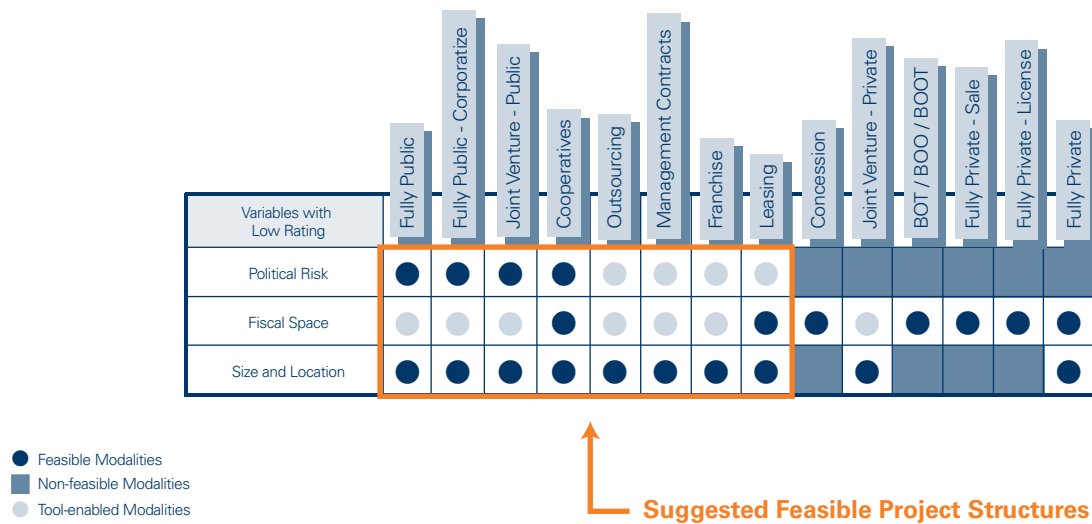 Fully Public
Fully Public - Corporatize
Joint Venture - Public
Cooperatives
Outsourcing
Management Contracts
Franchise
Leasing
Concession
Joint Venture - Private
BOT / BOO / BOOT
Fully Private - Sale
Fully Private - License
Fully Private
Variables with
Low Rating
Political Risk
Fiscal Space
Size and Location
Feasible Modalities
Non-feasible Modalities
Tool-enabled Modalities
Suggested Feasible Project Structures